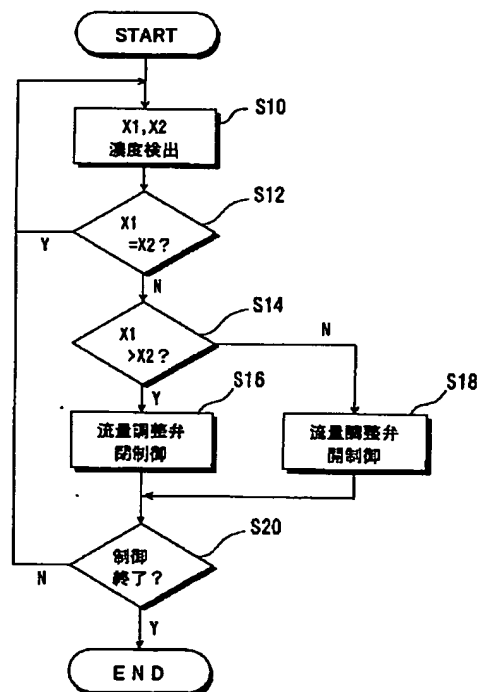 START
S10
X1,X2
濃度検出
S12
X1
=X2?
Y
N
S14
X1
>X2?
N
Y
S16
流量調整弁
閉制御
S18
流量調整弁
開制御
S20
制御
終了?
N
Y
END